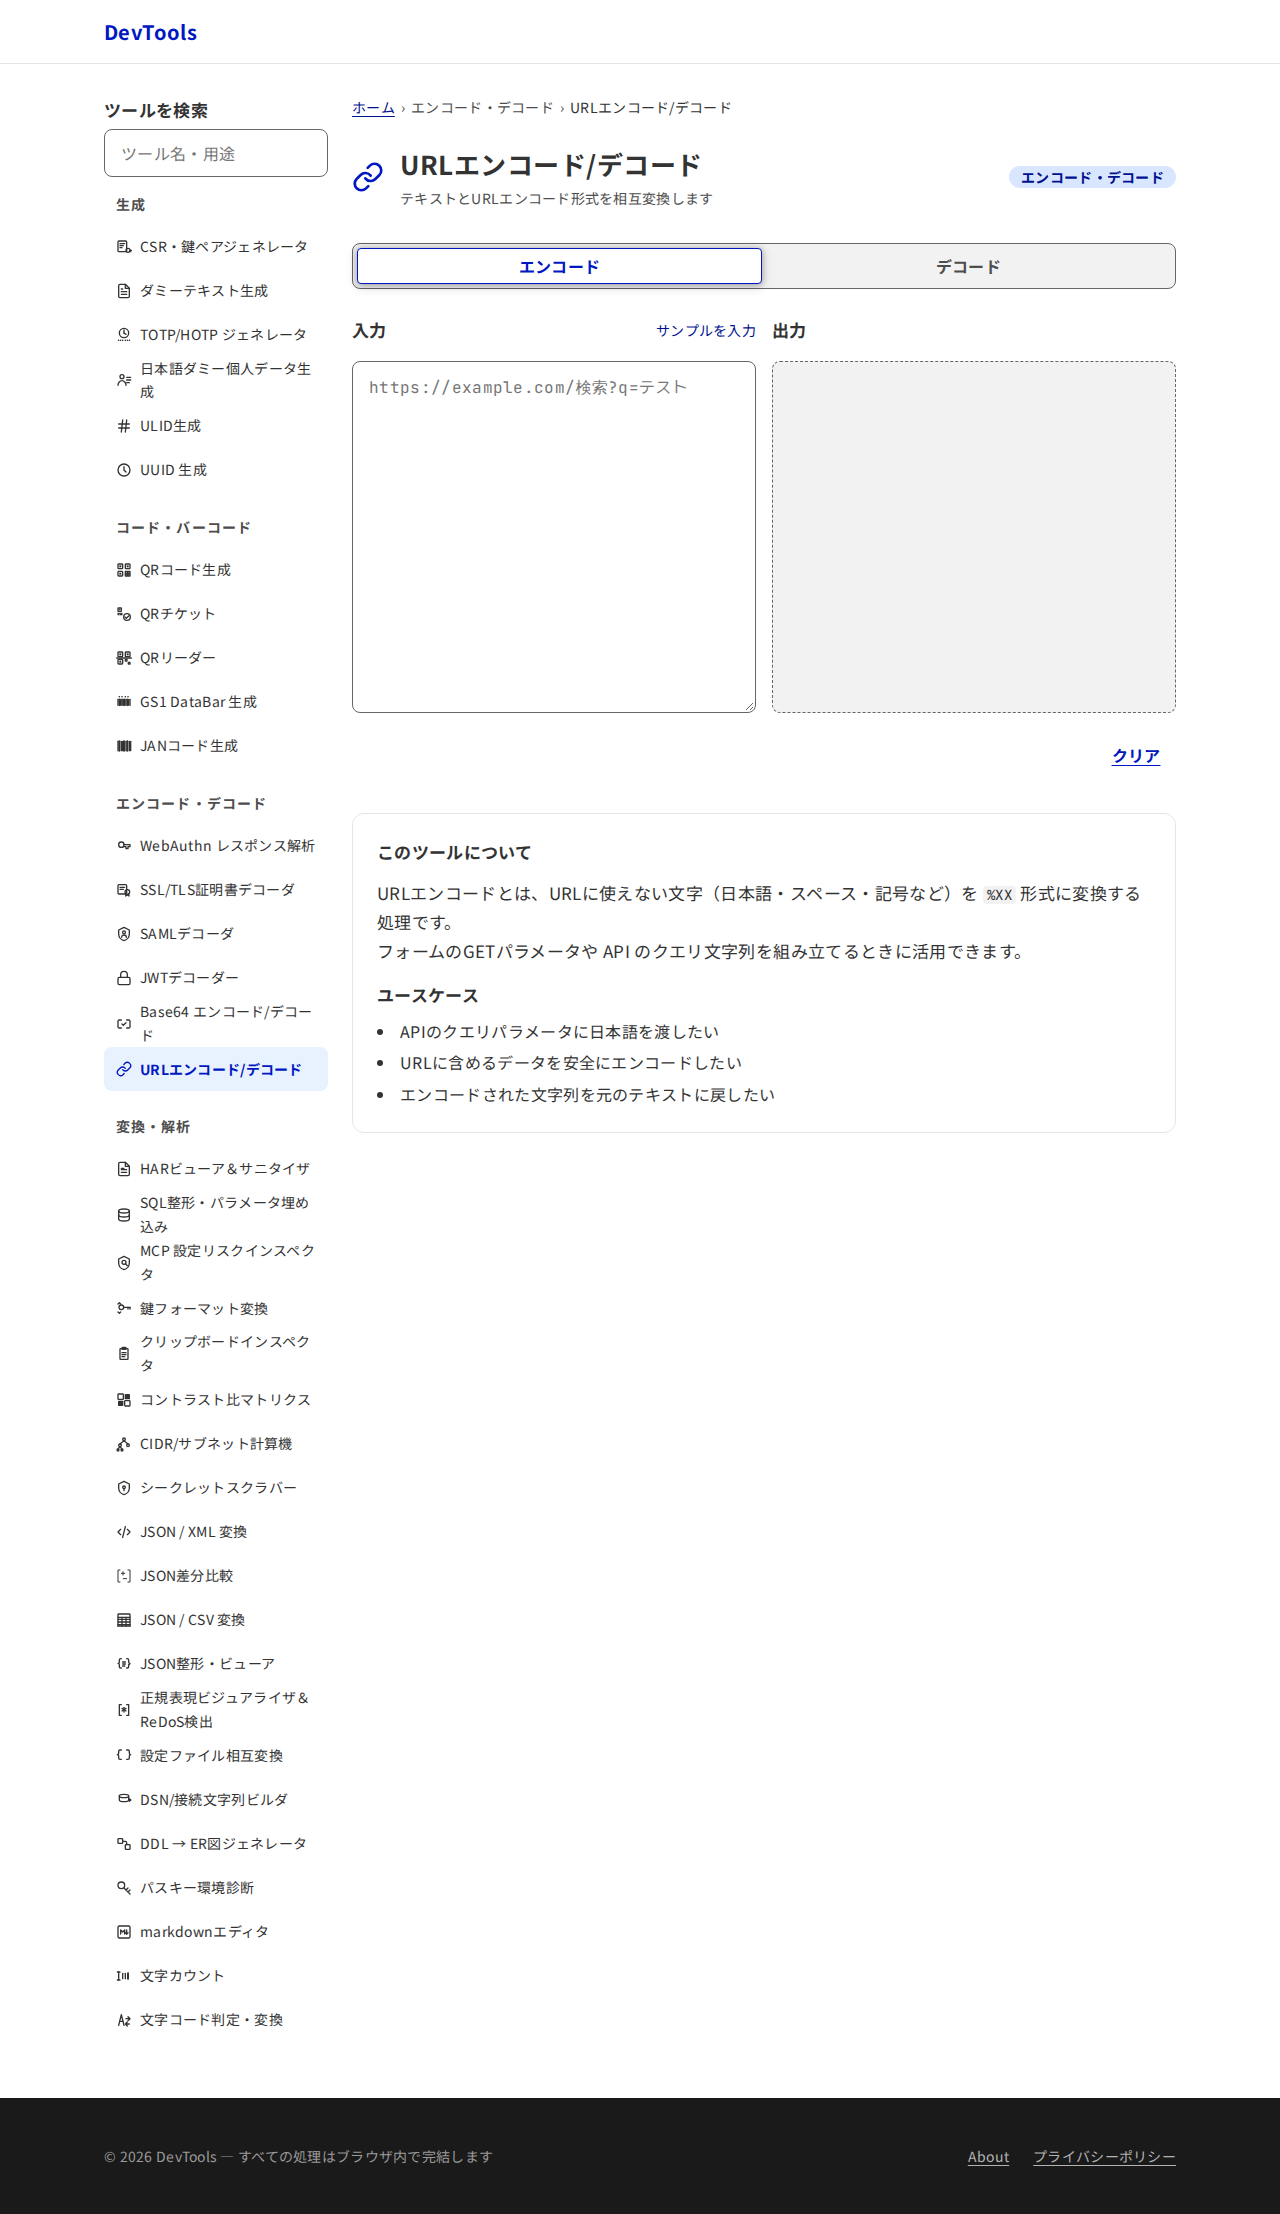 DevTools
ツールを検索
ツール名・用途
生成
CSR・鍵ペアジェネレータ
ダミーテキスト生成
TOTP/HOTP ジェネレータ
日本語ダミー個人データ生
成
ULID生成
UUID 生成
コード・バーコード
QRコード生成
QRチケット
QRリーダー
GS1 DataBar 生成
JANコード生成
エンコード・デコード
WebAuthn レスポンス解析
SSL/TLS証明書デコーダ
SAMLデコーダ
JWTデコーダー
Base64 エンコード/デコー
ド
URLエンコード/デコード
変換・解析
HARビューア＆サニタイザ
SQL整形・パラメータ埋め
込み
MCP 設定リスクインスペク
タ
鍵フォーマット変換
クリップボードインスペク
タ
コントラスト比マトリクス
CIDR/サブネット計算機
シークレットスクラバー
JSON / XML 変換
JSON差分比較
JSON / CSV 変換
JSON整形・ビューア
正規表現ビジュアライザ＆
ReDoS検出
設定ファイル相互変換
DSN/接続文字列ビルダ
DDL → ER図ジェネレータ
パスキー環境診断
markdownエディタ
文字カウント
文字コード判定・変換
ホーム › エンコード・デコード › URLエンコード/デコード
URLエンコード/デコード
テキストとURLエンコード形式を相互変換します
エンコード・デコード
エンコード
デコード
入力
サンプルを入力
出力
https://example.com/検索?q=テスト
クリア
このツールについて
URLエンコードとは、URLに使えない文字（日本語・スペース・記号など）を %XX 形式に変換する
処理です。
フォームのGETパラメータや API のクエリ文字列を組み立てるときに活用できます。
ユースケース
APIのクエリパラメータに日本語を渡したい
URLに含めるデータを安全にエンコードしたい
エンコードされた文字列を元のテキストに戻したい
© 2026 DevTools — すべての処理はブラウザ内で完結します
About
プライバシーポリシー